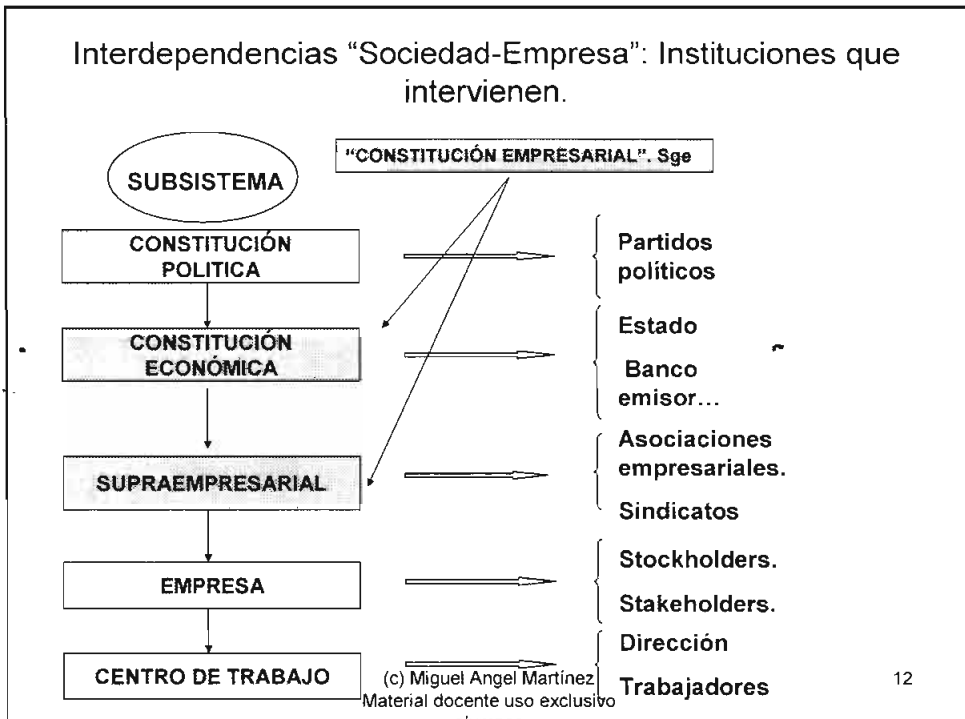 Interdependencias “Sociedad-Empresa”: Instituciones que
intervienen.
SUBSISTEMA
“CONSTITUCIÓN EMPRESARIAL”. Sge
CONSTITUCIÓN
POLITICA
Partidos
políticos
CONSTITUCIÓN
ECONÓMICA
Estado
Banco
emisor...
SUPRAEMPRESARIAL
Asociaciones
empresariales.
Sindicatos
EMPRESA
Stockholders.
Stakeholders.
CENTRO DE TRABAJO
Dirección
Trabajadores
(c) Miguel Angel Martínez
Material docente uso exclusivo
12